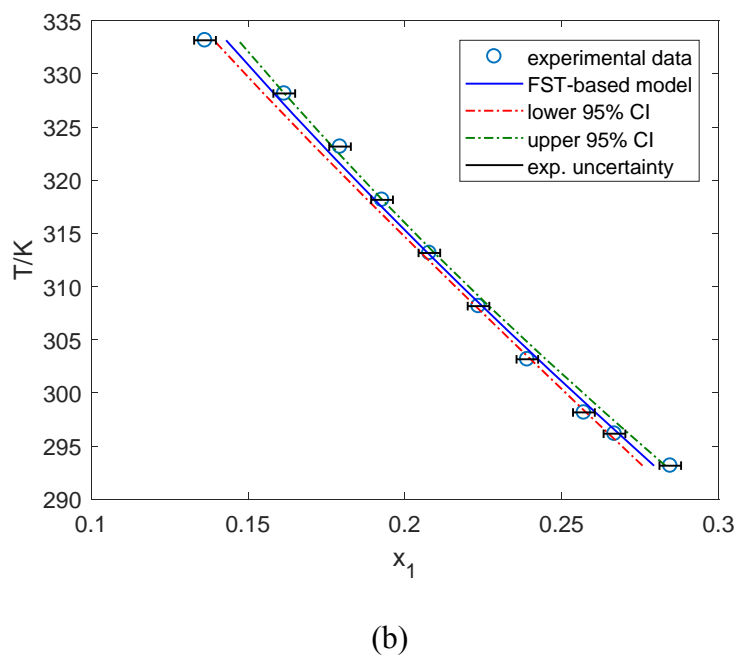 335
330
325
320
315
310
305
300
295
290
T/K
experimental data
FST-based model
lower 95% CI
upper 95% CI
exp. uncertainty
0.1 0.15 0.2 0.25 0.3
x₁
(b)